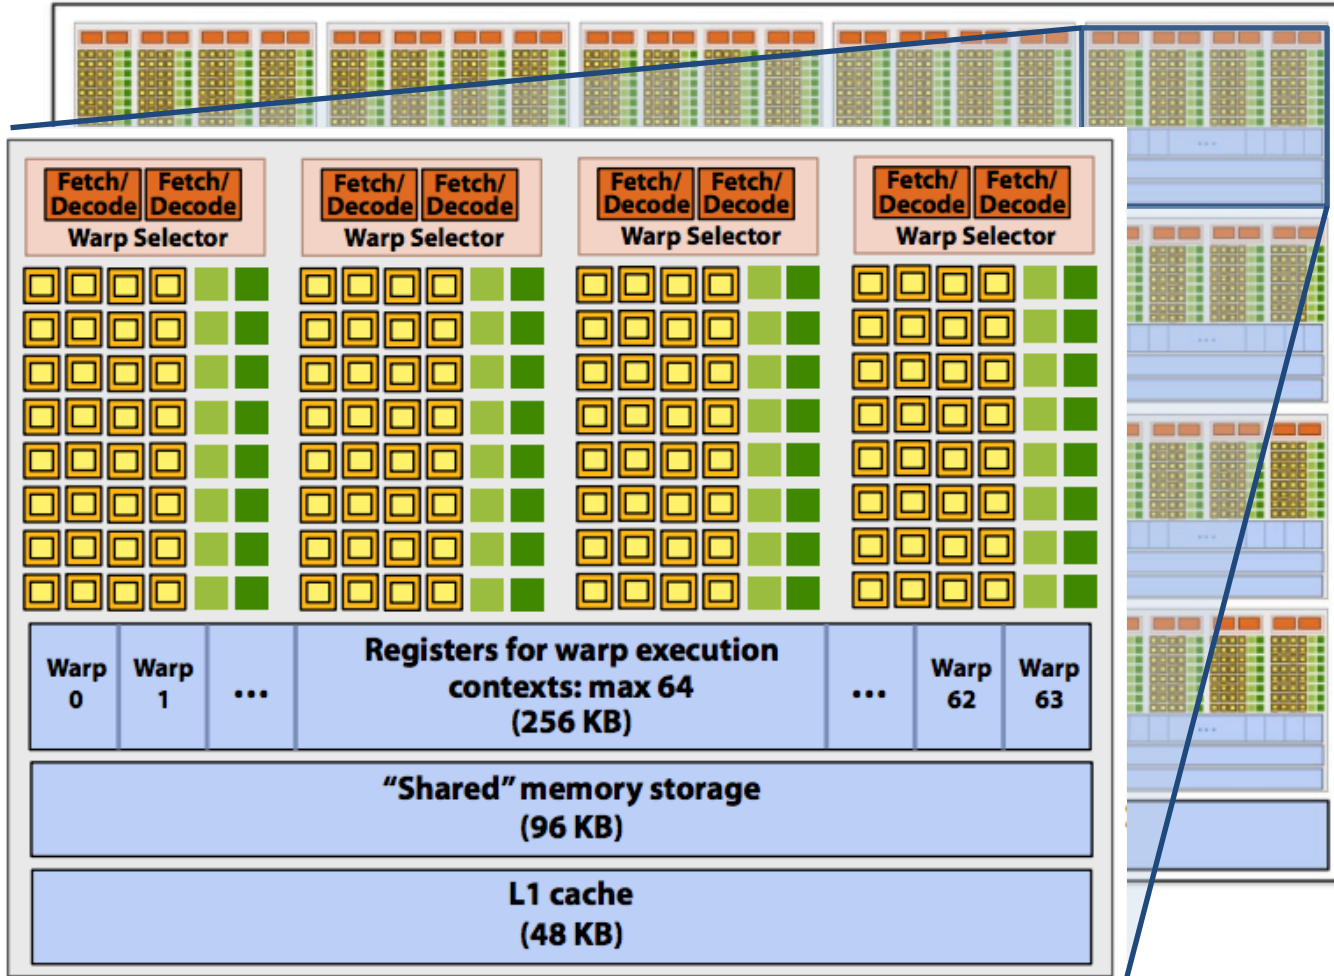 Fetch/ Fetch/
Decode Decode
Warp Selector
Fetch/ Fetch/
Decode Decode
Warp Selector
Fetch/ Fetch/
Decode Decode
Warp Selector
Fetch/ Fetch/
Decode Decode
Warp Selector
Warp
0
Warp
1
...
Registers for warp execution
contexts: max 64
(256 KB)
...
Warp
62
Warp
63
“Shared” memory storage
(96 KB)
L1 cache
(48 KB)
...
...
...
...